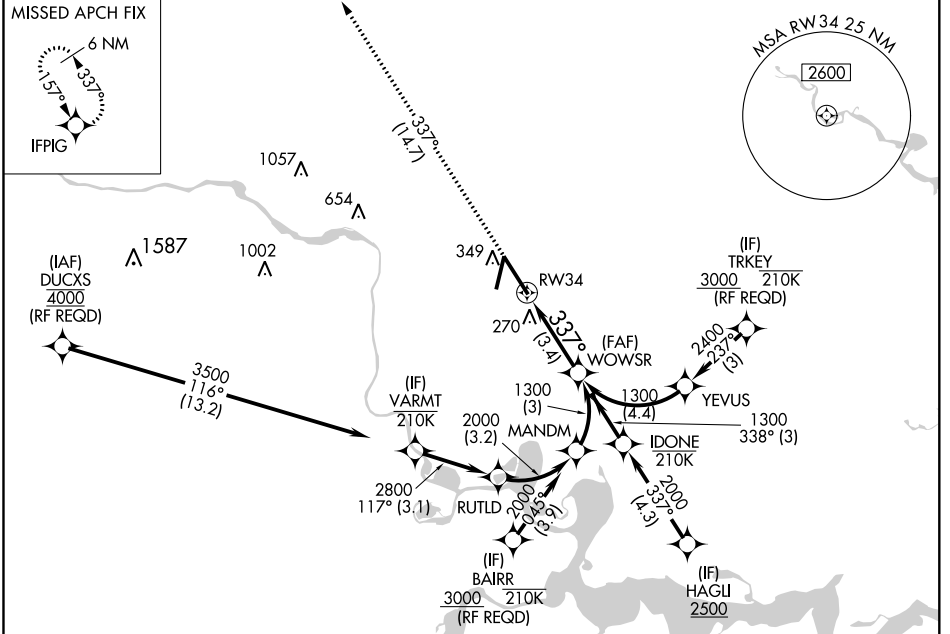 MISSED APCH FIX
6 NM
337°
157°
IFPIG
MSA RW34 25 NM
2600
337°
(14.7)
1057
654
1587
1002
349
RW34
270
337°
(3.4)
(FAF)
WOWSR
(IAF)
DUCXS
4000
(RF REQD)
3500
116°
(13.2)
(IF)
TRKEY
210K
3000
(RF REQD)
2400
237°
(3)
YEVUS
1300
(4.4)
1300
338° (3)
1300
(3)
(IF)
VARMT
210K
2000
(3.2)
MANDM
IDONE
210K
2800
117° (3.1)
RUTLD
2000
045°
(3.9)
2000
337°
(4.3)
(IF)
BAIRR
210K
3000
(RF REQD)
(IF)
HAGLI
2500